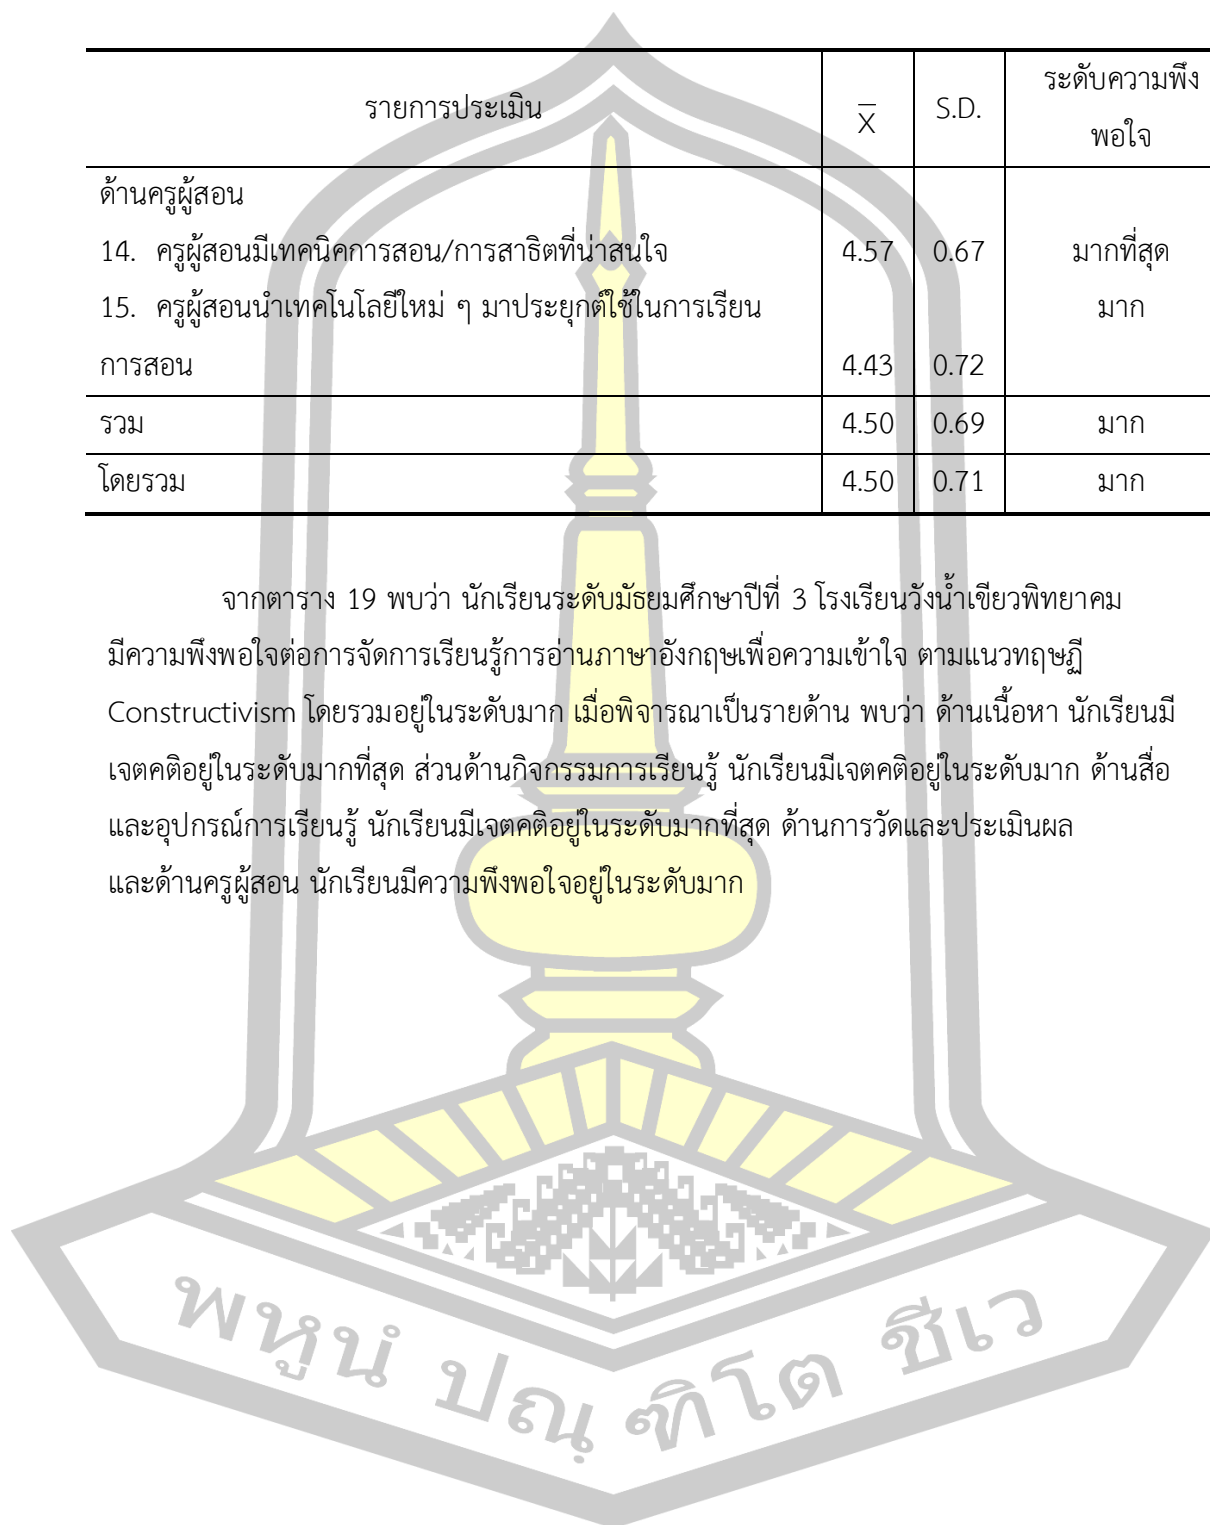 รายการประเมิน X̅ S.D. ระดับความพึง
พอใจ
ด้านครูผู้สอน
14. ครูผู้สอนมีเทคนิคการสอน/การสาธิตที่น่าสนใจ 4.57 0.67 มากที่สุด
15. ครูผู้สอนนำเทคโนโลยีใหม่ ๆ มาประยุกต์ใช้ในการเรียน มาก
การสอน 4.43 0.72
รวม 4.50 0.69 มาก
โดยรวม 4.50 0.71 มาก
จากตาราง 19 พบว่า นักเรียนระดับมัธยมศึกษาปีที่ 3 โรงเรียนวังน้ำเขียวพิทยาคม
มีความพึงพอใจต่อการจัดการเรียนรู้การอ่านภาษาอังกฤษเพื่อความเข้าใจ ตามแนวทฤษฎี
Constructivism โดยรวมอยู่ในระดับมาก เมื่อพิจารณาเป็นรายด้าน พบว่า ด้านเนื้อหา นักเรียนมี
เจตคติอยู่ในระดับมากที่สุด ส่วนด้านกิจกรรมการเรียนรู้ นักเรียนมีเจตคติอยู่ในระดับมาก ด้านสื่อ
และอุปกรณ์การเรียนรู้ นักเรียนมีเจตคติอยู่ในระดับมากที่สุด ด้านการวัดและประเมินผล
และด้านครูผู้สอน นักเรียนมีความพึงพอใจอยู่ในระดับมาก
พหูนํ ปณฺฑิโต ชีเว